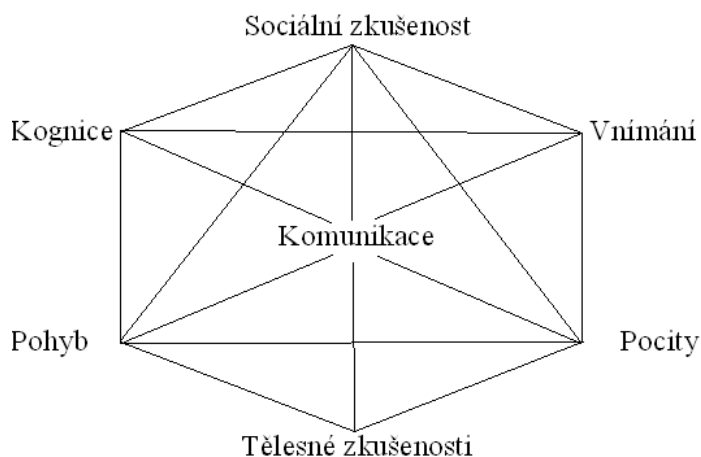 Sociální zkušenost
Kognice
Vnímání
Komunikace
Pohyb
Pocity
Tělesné zkušenosti